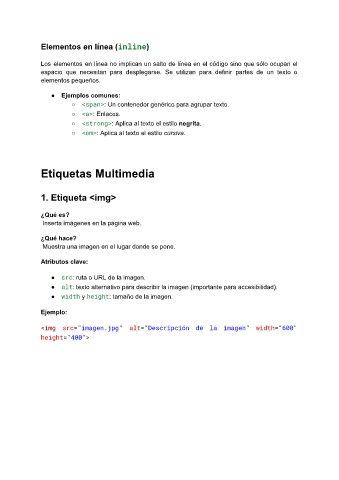 Elementos en línea (inline)
Los elementos en línea no implican un salto de línea en el código sino que sólo ocupan el
espacio que necesitan para desplegarse. Se utilizan para definir partes de un texto o
elementos pequeños.
● Ejemplos comunes:
○ <span>: Un contenedor genérico para agrupar texto.
○ <a>: Enlaces.
○ <strong>: Aplica al texto el estilo negrita.
○ <em>: Aplica al texto el estilo cursiva.
Etiquetas Multimedia
1. Etiqueta <img>
¿Qué es?
Inserta imágenes en la página web.
¿Qué hace?
Muestra una imagen en el lugar donde se pone.
Atributos clave:
● src: ruta o URL de la imagen.
● alt: texto alternativo para describir la imagen (importante para accesibilidad).
● width y height: tamaño de la imagen.
Ejemplo:
<img src="imagen.jpg" alt="Descripción de la imagen" width="600"
height="400">